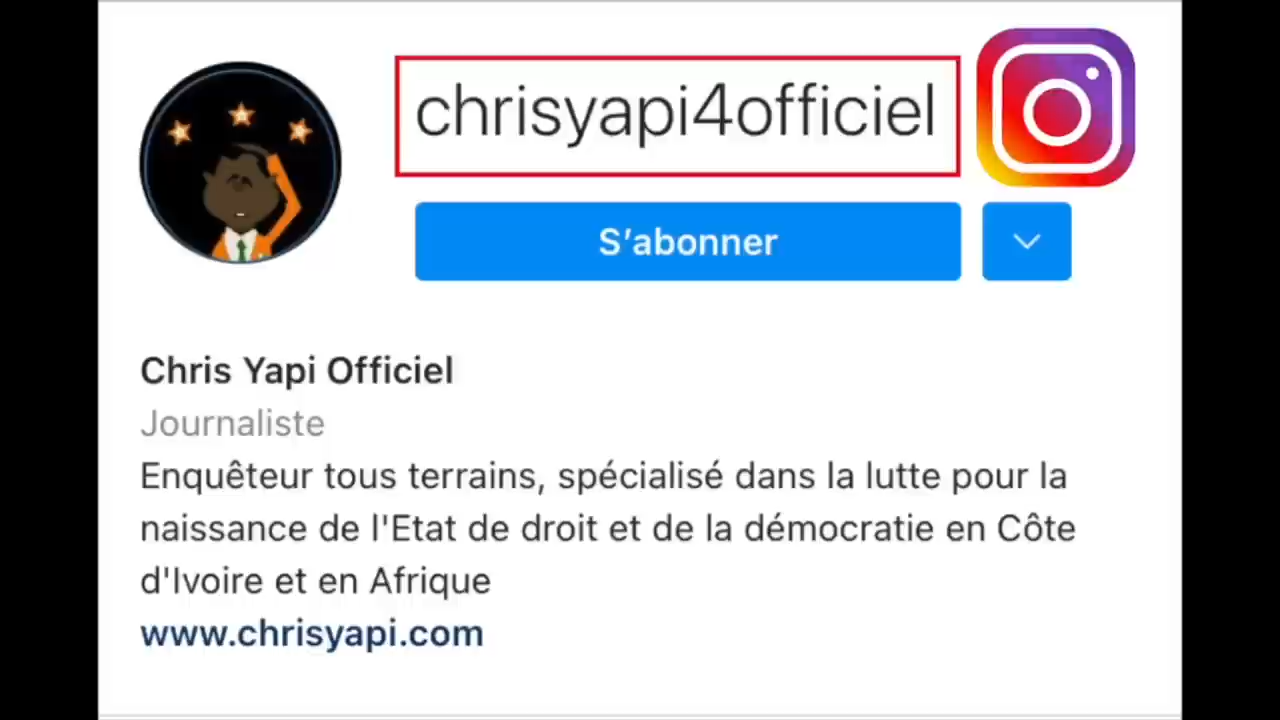 chrisyapi4officiel
S’abonner
Chris Yapi Officiel
Journaliste
Enquêteur tous terrains, spécialisé dans la lutte pour la
naissance de l'Etat de droit et de la démocratie en Côte
d'Ivoire et en Afrique
www.chrisyapi.com